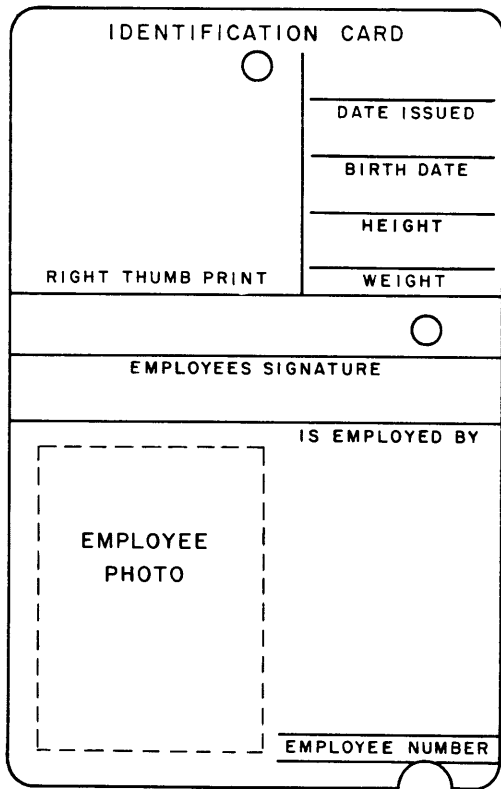 IDENTIFICATION CARD
DATE ISSUED
BIRTH DATE
HEIGHT
RIGHT THUMB PRINT
WEIGHT
EMPLOYEES SIGNATURE
IS EMPLOYED BY
EMPLOYEE
PHOTO
EMPLOYEE NUMBER